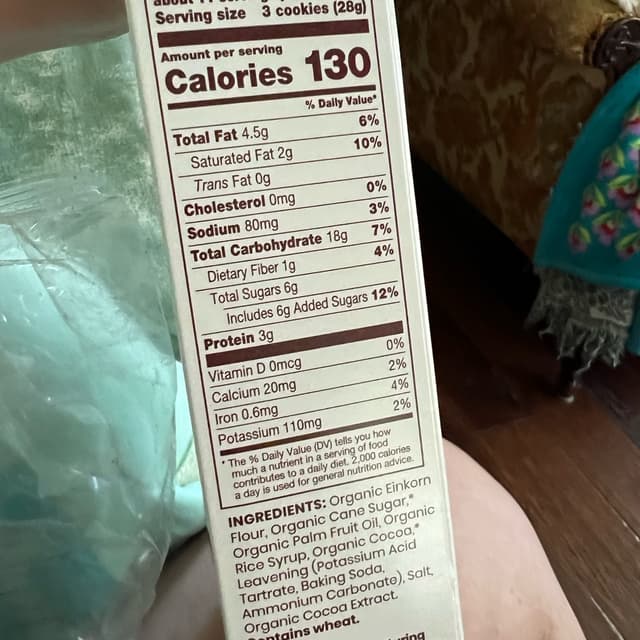 Serving size 3 cookies (28g)
Amount per serving
Calories 130
% Daily Value*
Total Fat 4.5g 6%
Saturated Fat 2g 10%
Trans Fat 0g
Cholesterol 0mg 0%
Sodium 80mg 3%
Total Carbohydrate 18g 7%
Dietary Fiber 1g 4%
Total Sugars 6g
Includes 6g Added Sugars 12%
Protein 3g
Vitamin D 0mcg 0%
Calcium 20mg 2%
Iron 0.6mg 4%
Potassium 110mg 2%
* The % Daily Value (DV) tells you how
much a nutrient in a serving of food
contributes to a daily diet. 2,000 calories
a day is used for general nutrition advice.
INGREDIENTS: Organic Einkorn
Flour, Organic Cane Sugar,*
Organic Palm Fruit Oil, Organic
Rice Syrup, Organic Cocoa,*
Leavening (Potassium Acid
Tartrate, Baking Soda,
Ammonium Carbonate), Salt,
Organic Cocoa Extract.
Contains wheat.